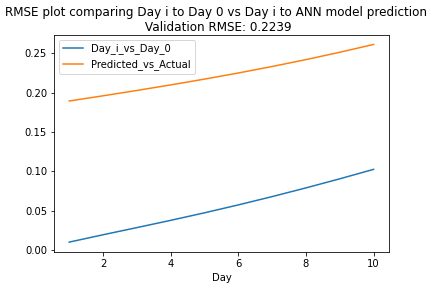 RMSE plot comparing Day i to Day 0 vs Day i to ANN model prediction
Validation RMSE: 0.2239
Day_i_vs_Day_0
Predicted_vs_Actual
0.25
0.20
0.15
0.10
0.05
0.00
2 4 6 8 10
Day